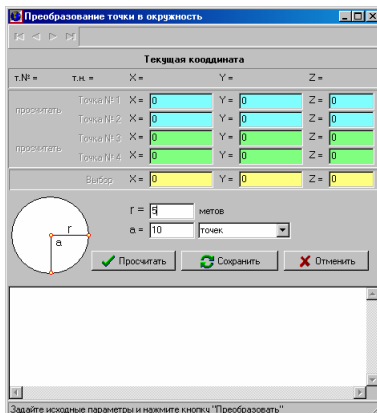 Преобразование точки в окружность
Текущая коодината
т.№ = т.н. = X = Y = Z =
просчитать
Точка №1 X = 0 Y = 0 Z = 0
Точка №2 X = 0 Y = 0 Z = 0
просчитать
Точка №3 X = 0 Y = 0 Z = 0
Точка №4 X = 0 Y = 0 Z = 0
Выбор X = 0 Y = 0 Z = 0
r
a
r = 5 метов
a = 10 точек
Просчитать Сохранить Отменить
Задайте исходные параметры и нажмите кнопку "Преобразовать"